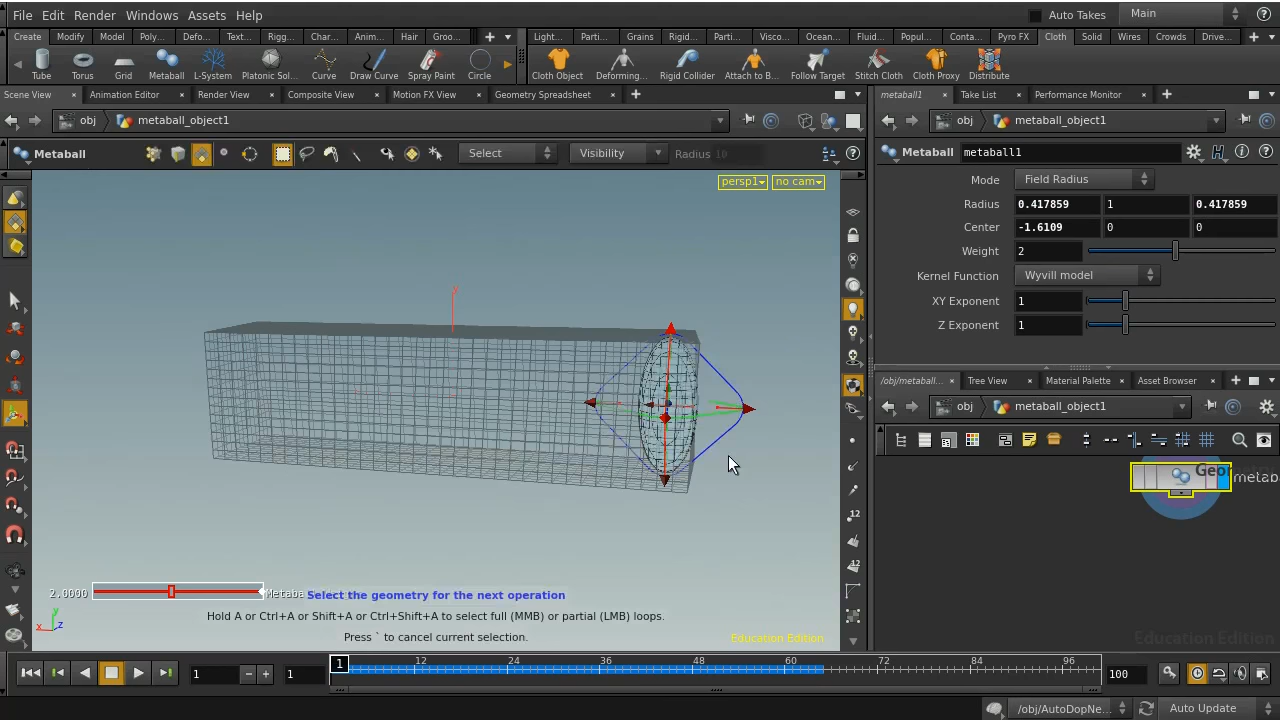 File Edit Render Windows Assets Help Auto Takes Main
Create Modify Model Poly... Defo... Text... Rigg... Char... Anim... Hair Groo... Light... Parti... Grains Rigid... Parti... Visco... Ocean... Fluid... Popul... Conta... Pyro FX Cloth Solid Wires Crowds Drive...
Tube Torus Grid Metaball L-System Platonic Sol... Curve Draw Curve Spray Paint Circle Cloth Object Deforming... Rigid Collider Attach to B... Follow Target Stitch Cloth Cloth Proxy Distribute
Scene View Animation Editor Render View Composite View Motion FX View Geometry Spreadsheet metaball1 Take List Performance Monitor
obj metaball_object1 obj metaball_object1
Metaball Select Visibility Radius 10 Metaball metaball1
persp1 no cam
Mode Field Radius
Radius 0.417859 1 0.417859
Center -1.6109 0 0
Weight 2
Kernel Function Wyvill model
XY Exponent 1
Z Exponent 1
y
/obj/metaball... Tree View Material Palette Asset Browser
obj metaball_object1
12
12
2.0000 Metaba
Select the geometry for the next operation
Hold A or Ctrl+A or Shift+A or Ctrl+Shift+A to select full (MMB) or partial (LMB) loops.
Press ` to cancel current selection.
Education Edition
y
x z
Education Edition
1 1 1 12 24 36 48 60 72 84 96 100
/obj/AutoDopNe... Auto Update